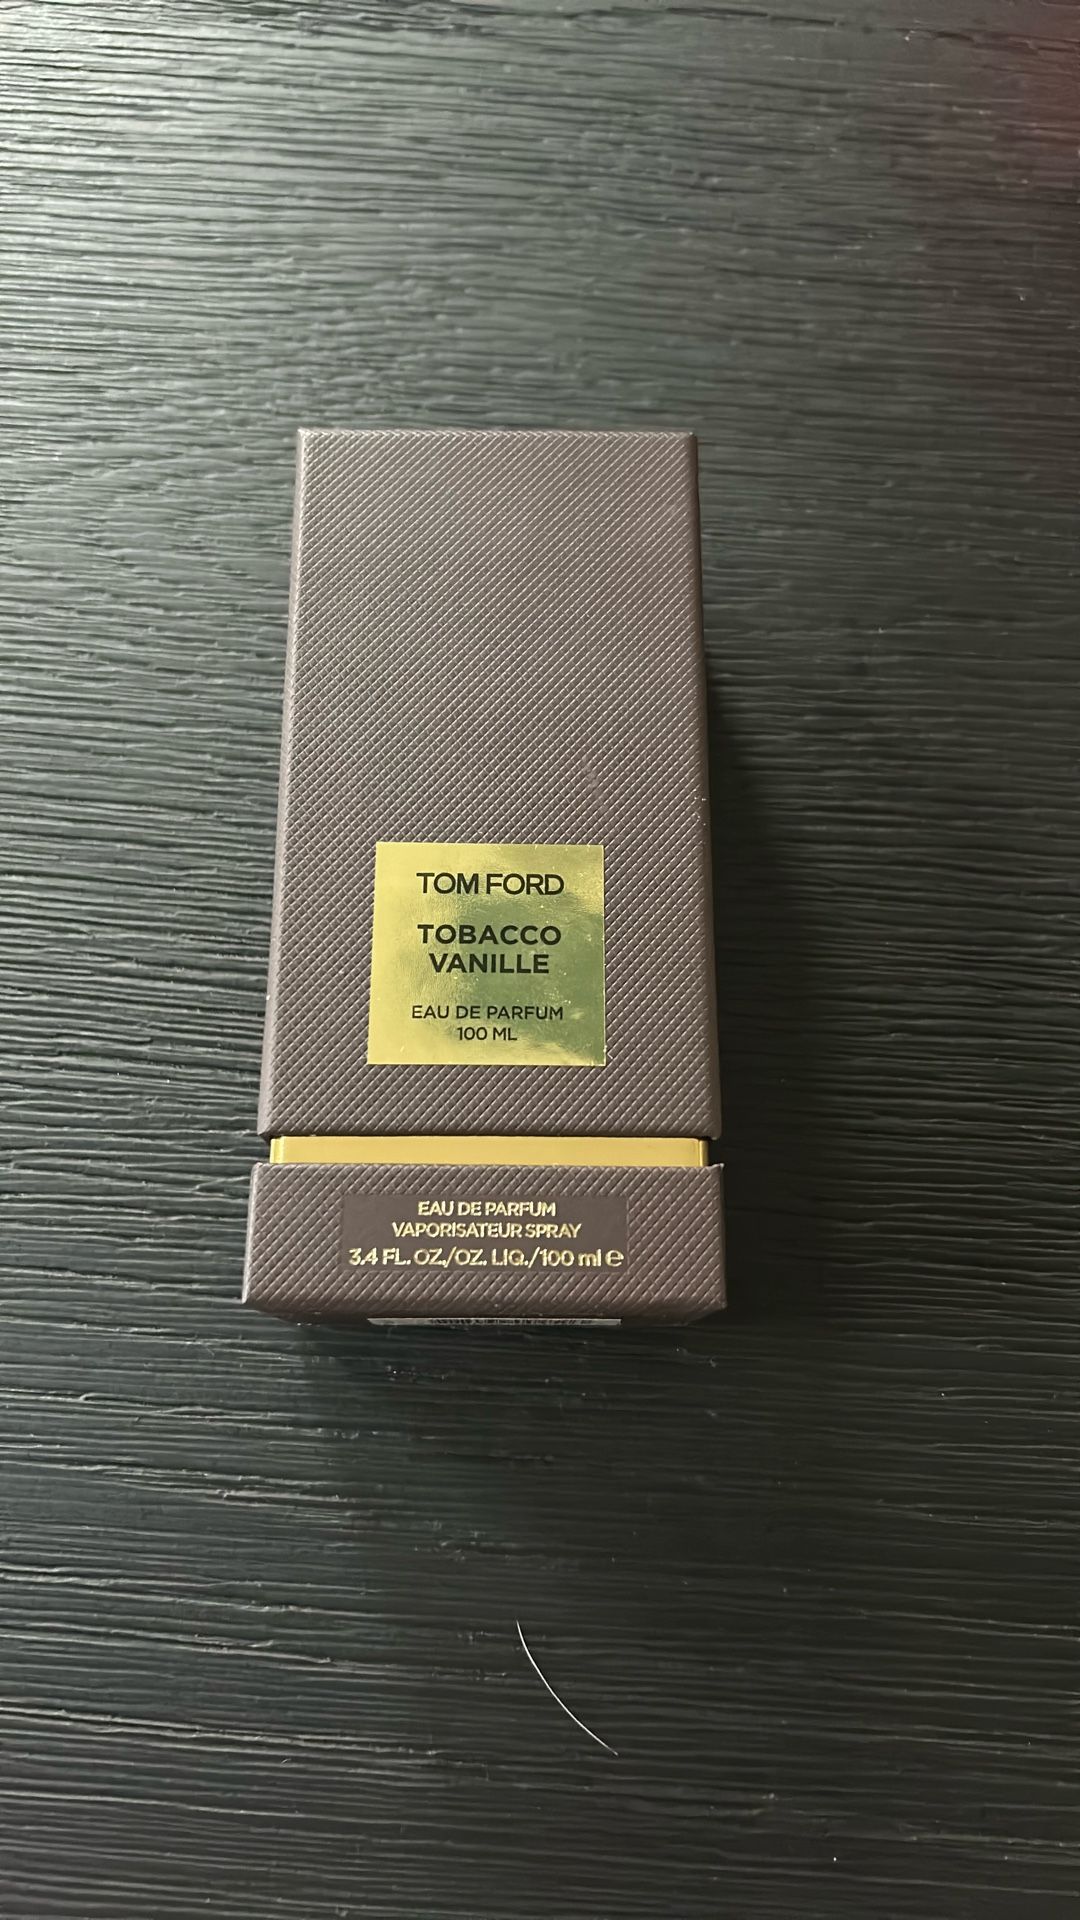 TOM FORD
TOBACCO
VANILLE
EAU DE PARFUM
100 ML
EAU DE PARFUM
VAPORISATEUR SPRAY
3.4 FL. OZ./OZ. LIQ./100 ml ℮